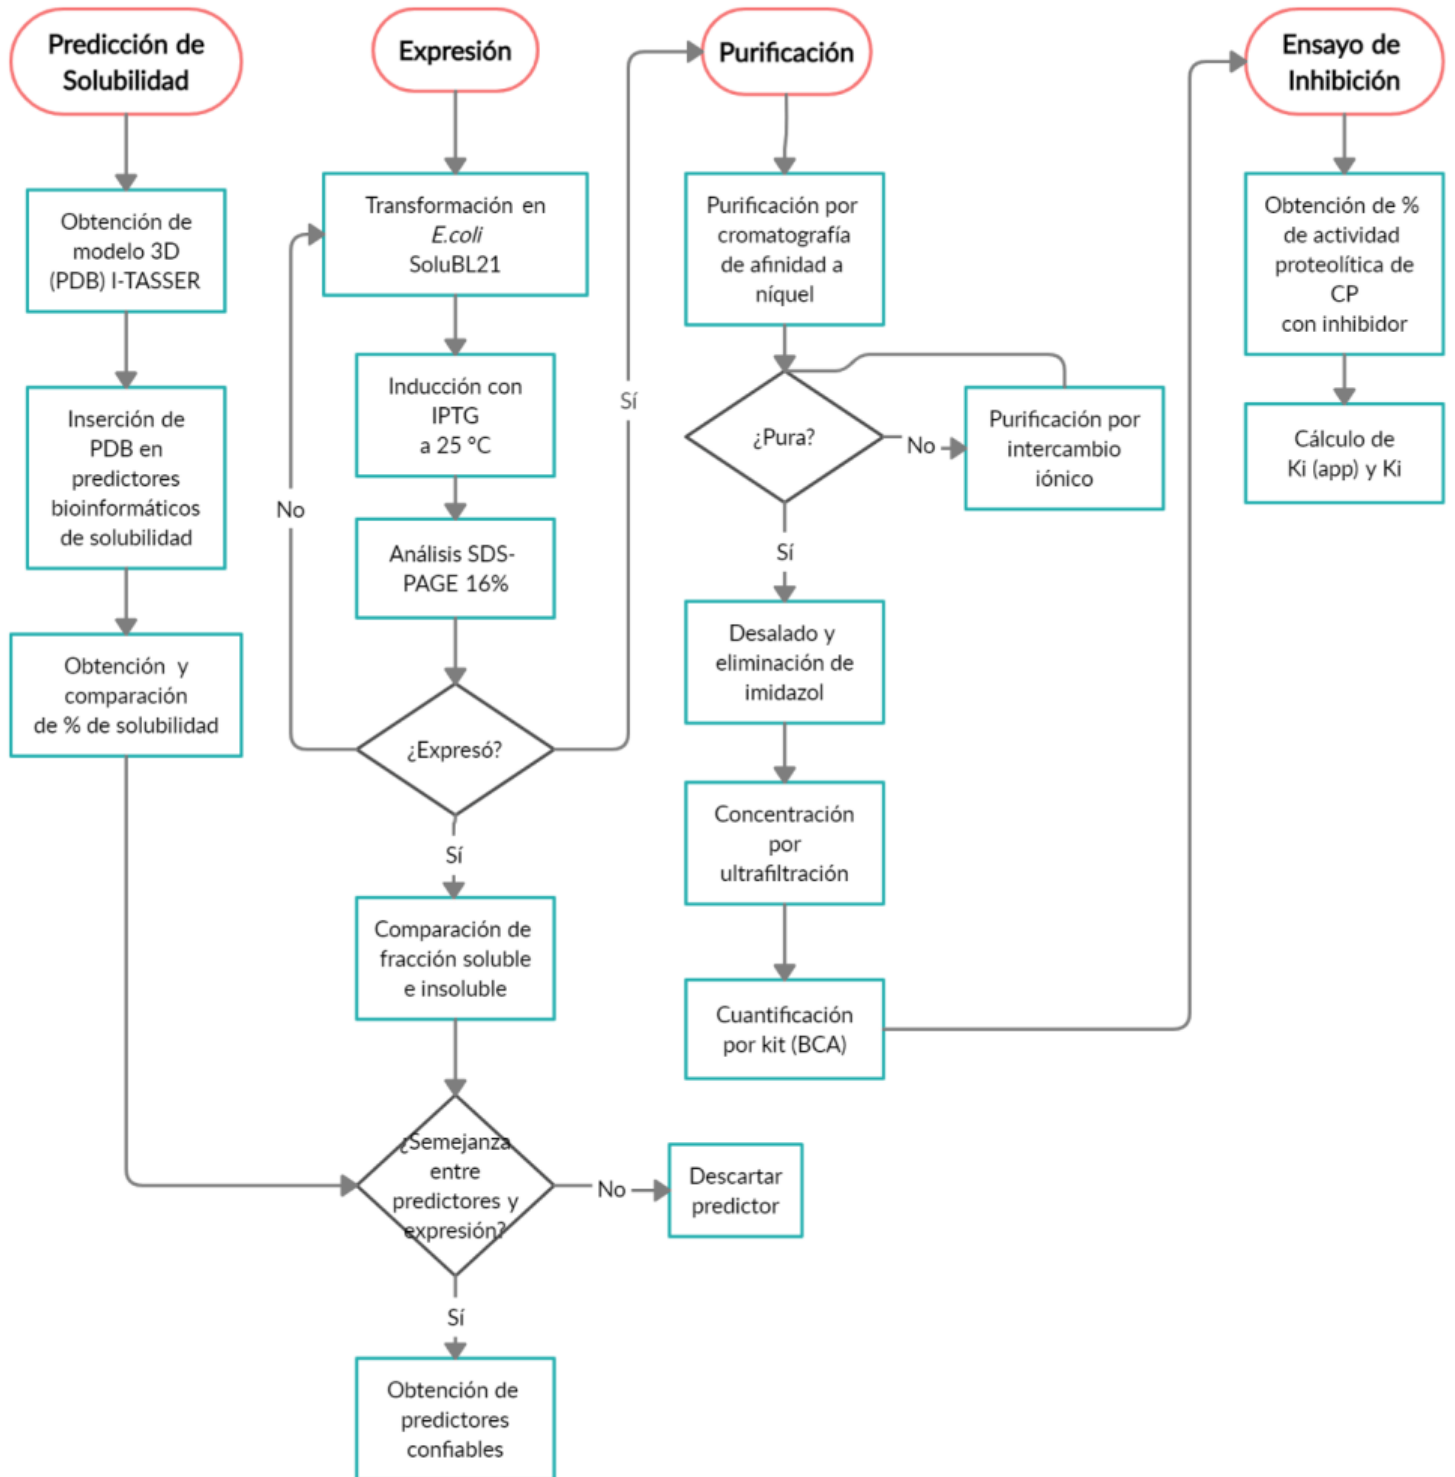 Predicción de
Solubilidad
Obtención de
modelo 3D
(PDB) I-TASSER
Inserción de
PDB en
predictores
bioinformáticos
de solubilidad
Obtención y
comparación
de % de solubilidad
Expresión
Transformación en
E.coli
SoluBL21
Inducción con
IPTG
a 25 °C
Análisis SDS-
PAGE 16%
¿Expresó?
No
Sí
Sí
Comparación de
fracción soluble
e insoluble
¿Semejanza
entre
predictores y
expresión?
No
Descartar
predictor
Sí
Obtención de
predictores
confiables
Purificación
Purificación por
cromatografía
de afinidad a
níquel
¿Pura?
No
Purificación por
intercambio
iónico
Sí
Desalado y
eliminación de
imidazol
Concentración
por
ultrafiltración
Cuantificación
por kit (BCA)
Ensayo de
Inhibición
Obtención de %
de actividad
proteolítica de
CP
con inhibidor
Cálculo de
Ki (app) y Ki